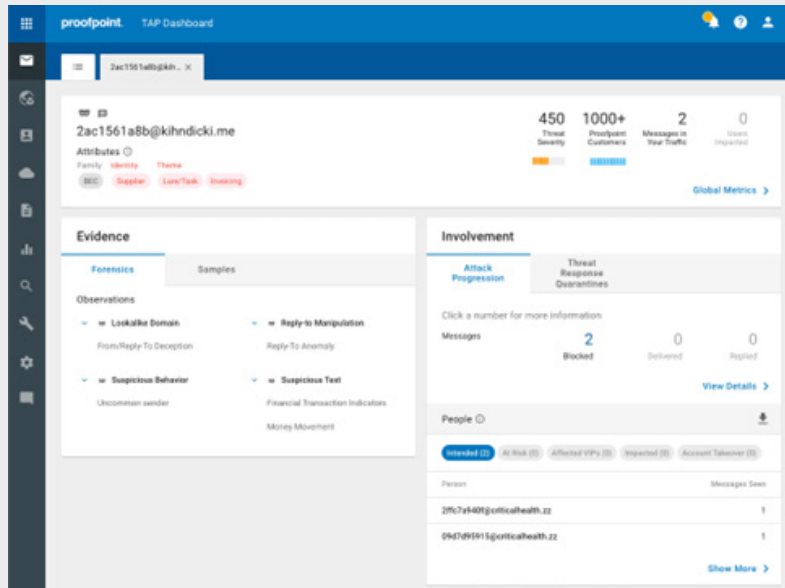 proofpoint. TAP Dashboard
2ac1561a8b@kih.. ×
2ac1561a8b@kihndicki.me
Attributes
Family Identity Theme
BEC Supplier Lure/Task Invoicing
450 1000+ 2 0
Threat Severity Proofpoint Customers Messages in Your Traffic Users Impacted
Global Metrics >
Evidence
Forensics Samples
Observations
Lookalike Domain Reply-to Manipulation
From/Reply-To Deception Reply-To Anomaly
Suspicious Behavior Suspicious Text
Uncommon sender Financial Transaction Indicators
Money Movement
Involvement
Attack Progression Threat Response Quarantines
Click a number for more information
Messages 2 0 0
Blocked Delivered Replied
View Details >
People
Intended (2) At Risk (0) Affected VIPs (0) Impacted (0) Account Takeover (0)
Person Messages Seen
2ffc7a940f@criticalhealth.zz 1
09d7d95915@criticalhealth.zz 1
Show More >